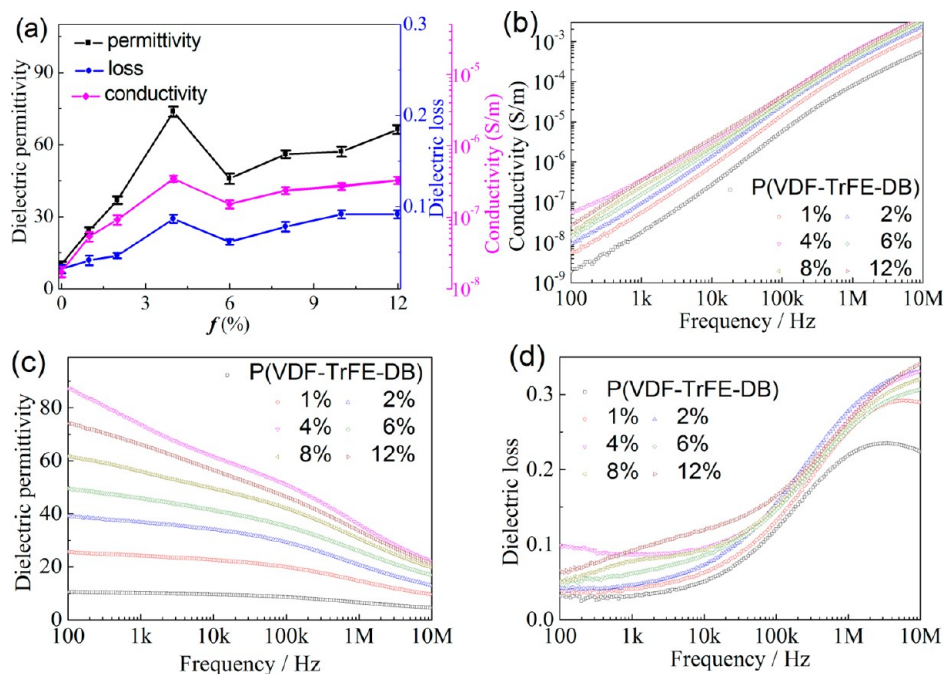 (a)
permittivity
loss
conductivity
Dielectric permittivity
90
60
30
0
0 3 6 9 12
f (%)
0.3
0.2
0.1
0.0
Dielectric loss
10-5
10-6
10-7
10-8
Conductivity (S/m)
(b)
Conductivity (S/m)
10-3
10-4
10-5
10-6
10-7
10-8
10-9
P(VDF-TrFE-DB)
1% 2%
4% 6%
8% 12%
100 1k 10k 100k 1M 10M
Frequency / Hz
(c)
Dielectric permittivity
80
60
40
20
0
P(VDF-TrFE-DB)
1% 2%
4% 6%
8% 12%
100 1k 10k 100k 1M 10M
Frequency / Hz
(d)
Dielectric loss
0.3
0.2
0.1
0.0
P(VDF-TrFE-DB)
1% 2%
4% 6%
8% 12%
100 1k 10k 100k 1M 10M
Frequency / Hz